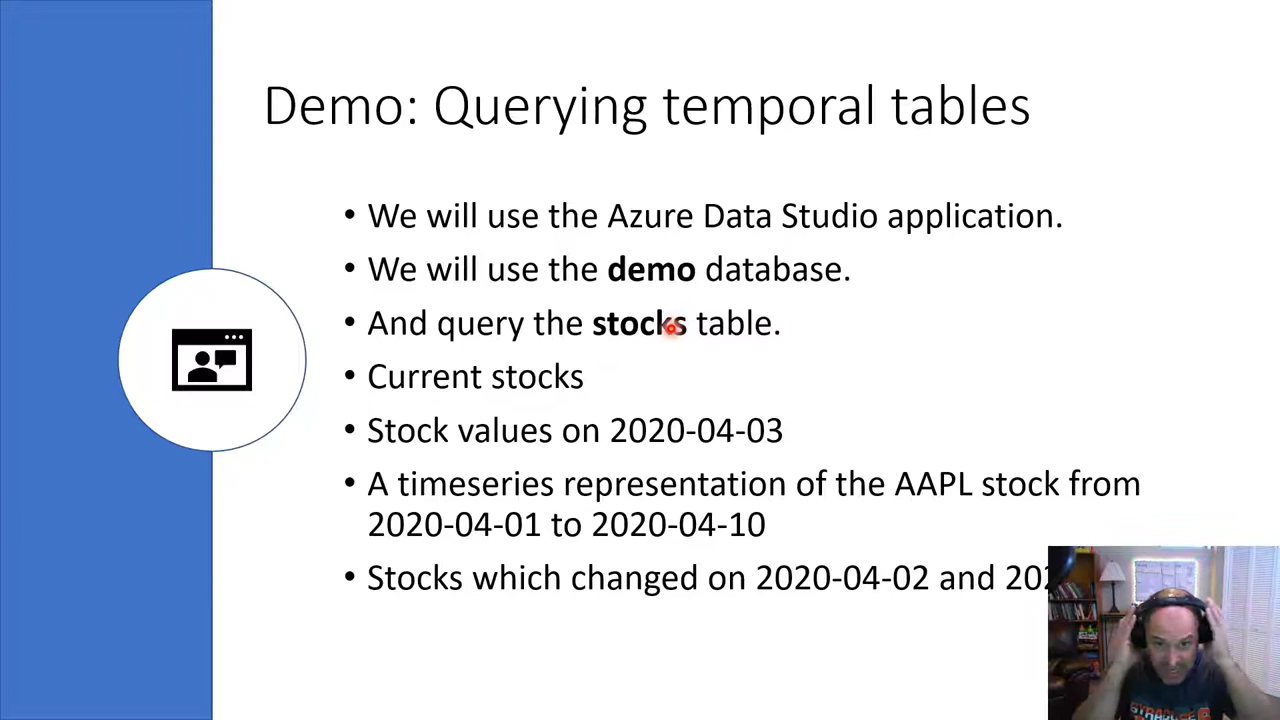 Demo: Querying temporal tables
• We will use the Azure Data Studio application.
• We will use the demo database.
• And query the stocks table.
• Current stocks
• Stock values on 2020-04-03
• A timeseries representation of the AAPL stock from
2020-04-01 to 2020-04-10
• Stocks which changed on 2020-04-02 and